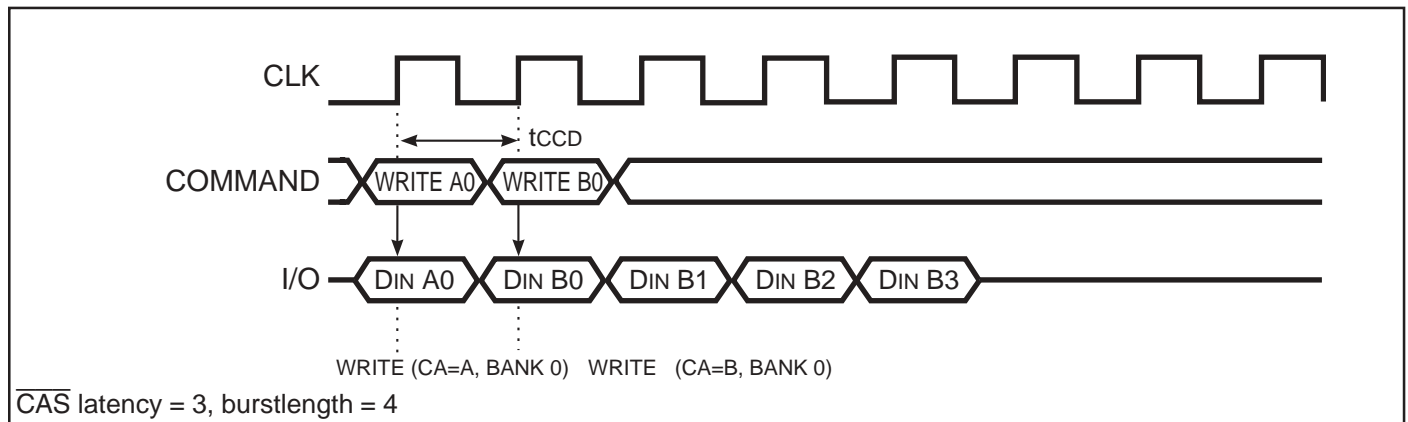 CLK
tCCD
COMMAND WRITE A0 WRITE B0
I/O DIN A0 DIN B0 DIN B1 DIN B2 DIN B3
WRITE (CA=A, BANK 0) WRITE (CA=B, BANK 0)
CAS latency = 3, burstlength = 4